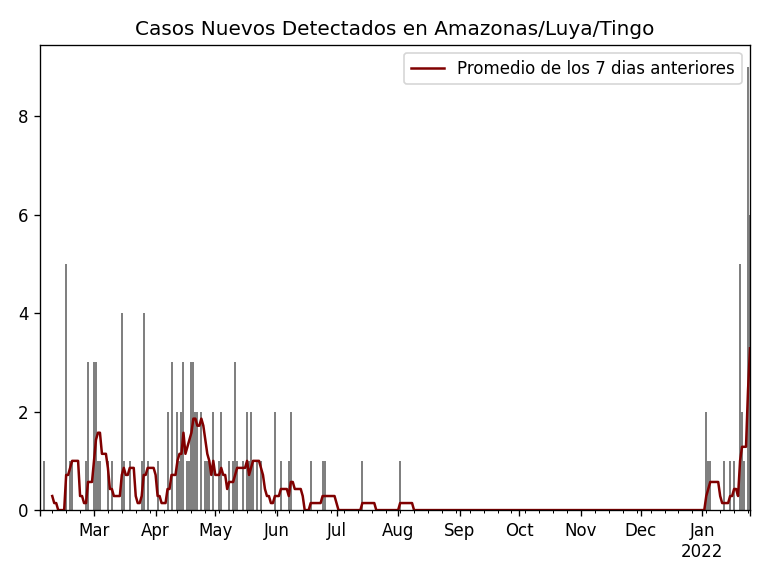 Casos Nuevos Detectados en Amazonas/Luya/Tingo
Promedio de los 7 dias anteriores
8
6
4
2
0
Mar Apr May Jun Jul Aug Sep Oct Nov Dec Jan
2022